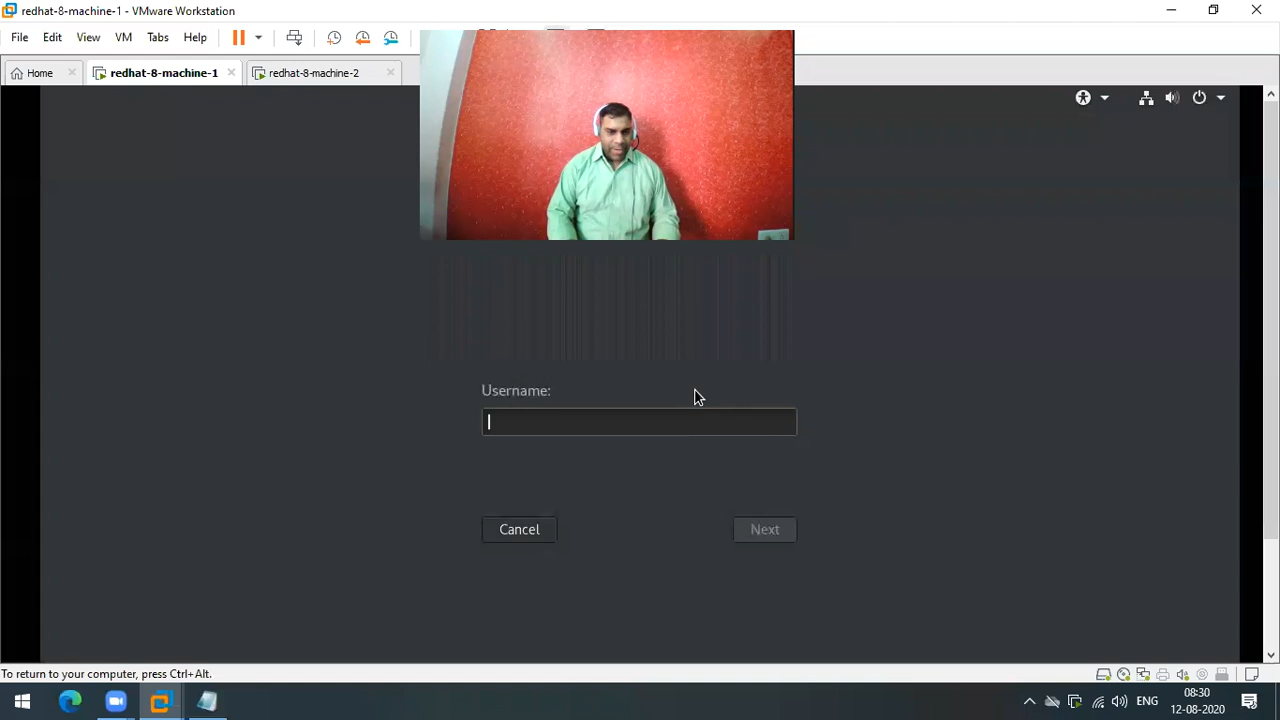 redhat-8-machine-1 - VMware Workstation
File Edit View VM Tabs Help
Home redhat-8-machine-1 redhat-8-machine-2
Username:
Cancel Next
To return to your computer, press Ctrl+Alt.
ENG 08:30
12-08-2020